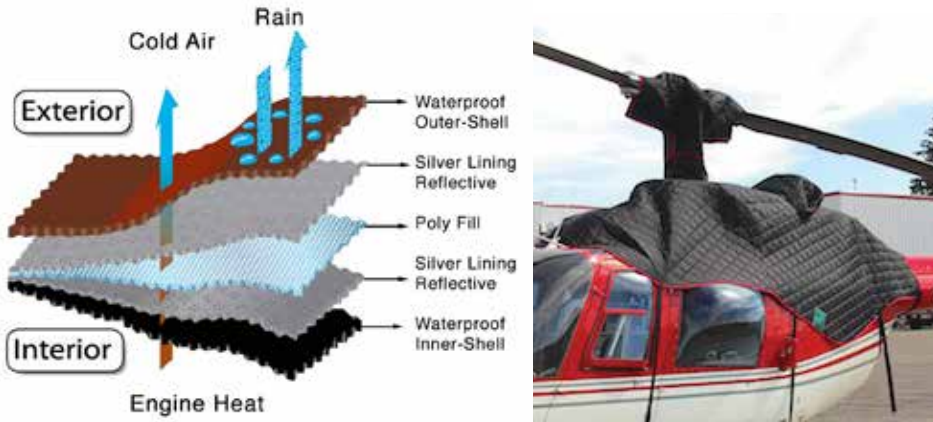 Rain
Cold Air
Exterior
Waterproof
Outer-Shell
Silver Lining
Reflective
Poly Fill
Silver Lining
Reflective
Waterproof
Inner-Shell
Interior
Engine Heat